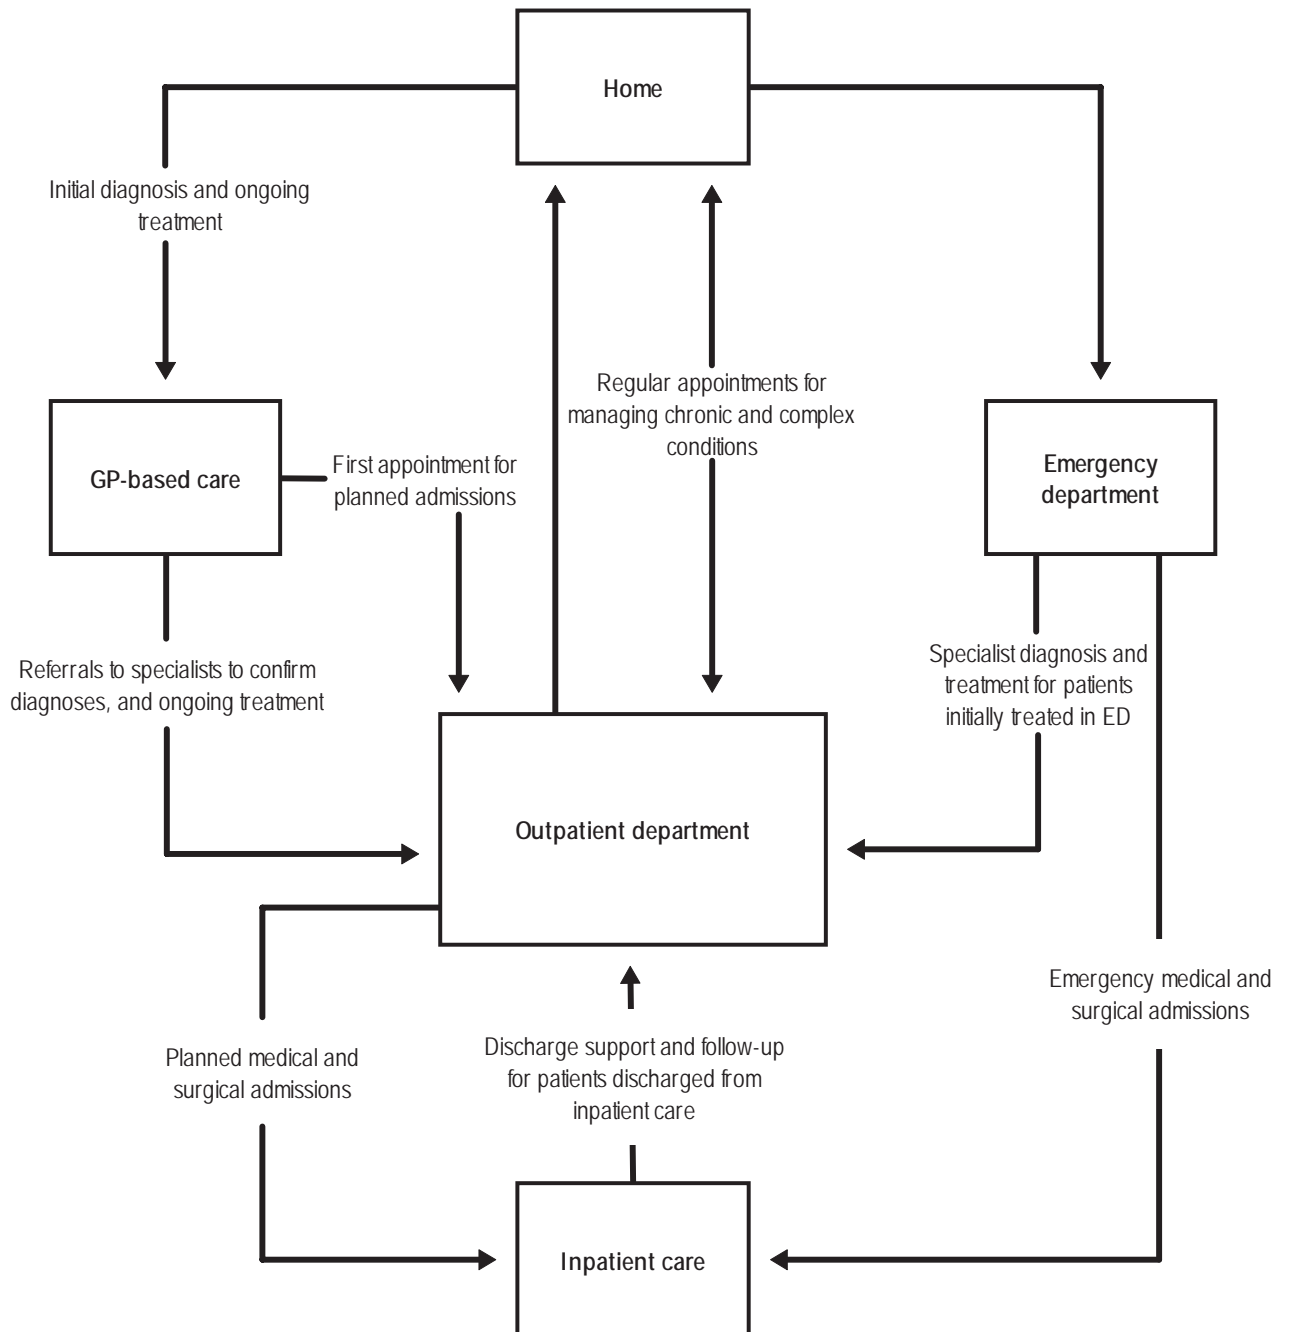 Home
Initial diagnosis and ongoing
treatment
Regular appointments for
managing chronic and complex
conditions
GP-based care
First appointment for
planned admissions
Emergency
department
Referrals to specialists to confirm
diagnoses, and ongoing treatment
Specialist diagnosis and
treatment for patients
initially treated in ED
Outpatient department
Planned medical and
surgical admissions
Discharge support and follow-up
for patients discharged from
inpatient care
Emergency medical and
surgical admissions
Inpatient care